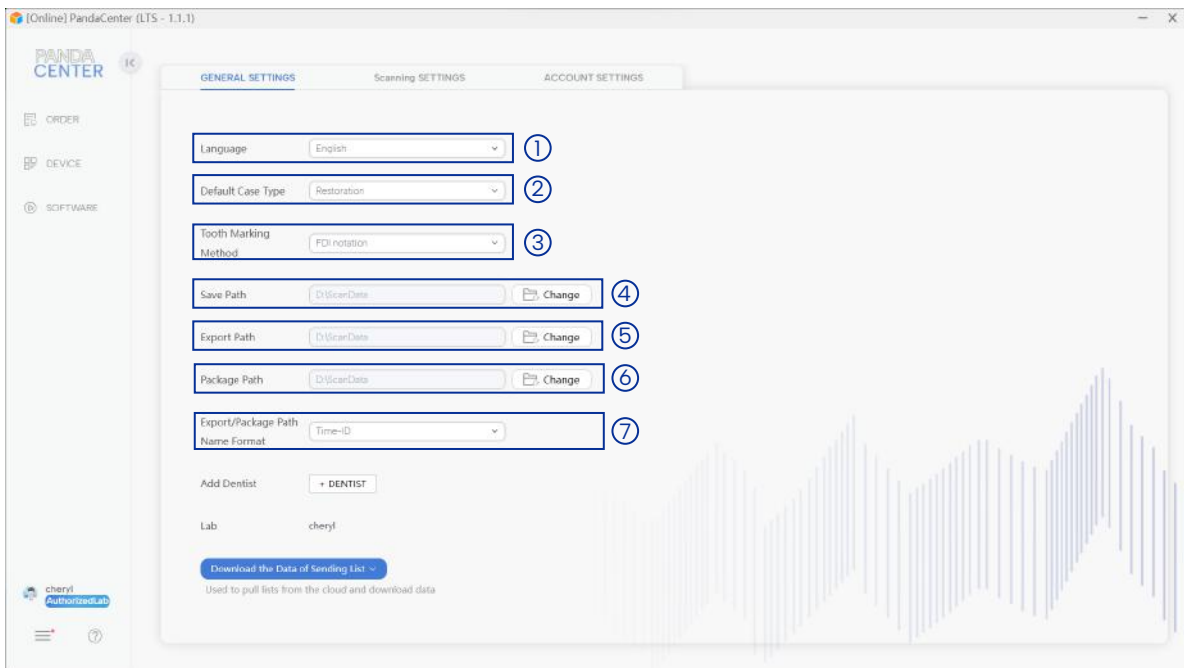 [Online] PandaCenter (LTS - 1.1.1)
PANDA
CENTER
GENERAL SETTINGS
Scanning SETTINGS
ACCOUNT SETTINGS
ORDER
DEVICE
SOFTWARE
Language
English
①
Default Case Type
Restoration
②
Tooth Marking
Method
FDI notation
③
Save Path
D:\ScanData
Change
④
Export Path
D:\ScanData
Change
⑤
Package Path
D:\ScanData
Change
⑥
Export/Package Path
Name Format
Time-ID
⑦
Add Dentist
+ DENTIST
Lab
cheryl
Download the Data of Sending List
Used to pull lists from the cloud and download data
cheryl
AuthorizedLab